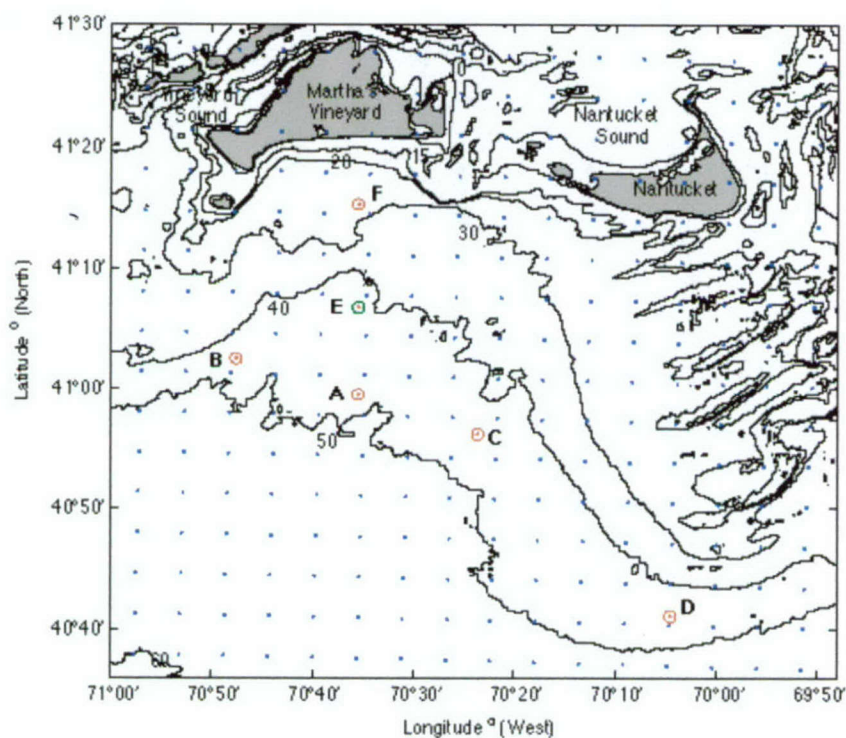 41°30′
Martha's
Vineyard
Sound
Nantucket
Sound
10
15
41°20′
20
Nantucket
F
30
41°10′
40
E
B
41°00′
A
50
C
40°50′
D
40°40′
60
71°00′
70°50′
70°40′
70°30′
70°20′
70°10′
70°00′
69°50′
Latitude ° (North)
Longitude ° (West)